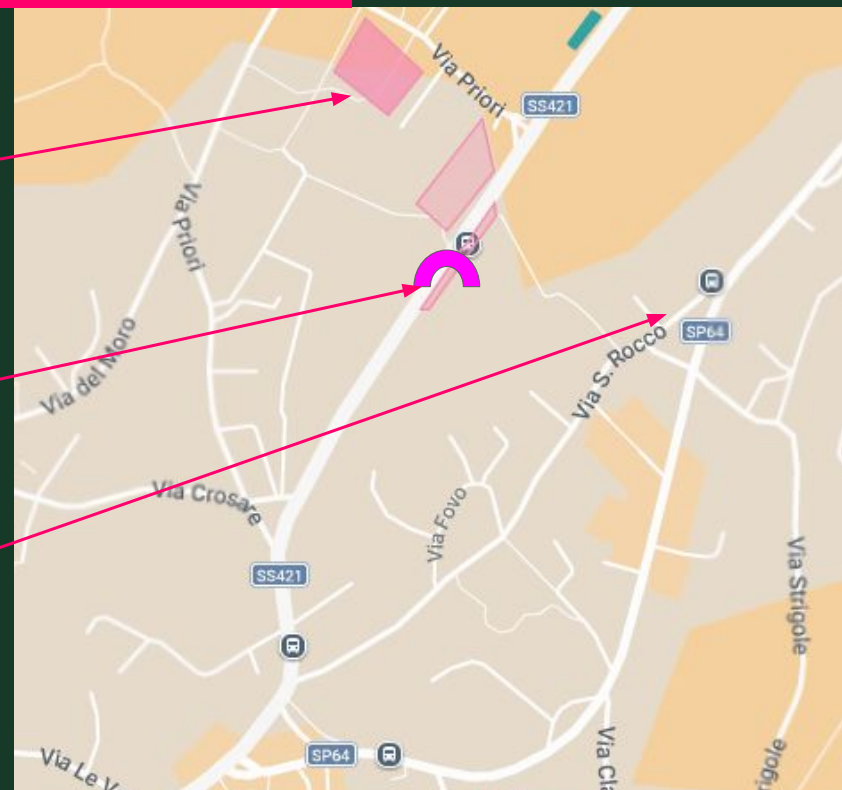 Via Priori
SS421
Via Priori
SP64
Via S. Rocco
Via del Moro
Via Crosare
Via Fovo
SS421
Via Strigole
SP64
Via Le V
Via Cla
rigole